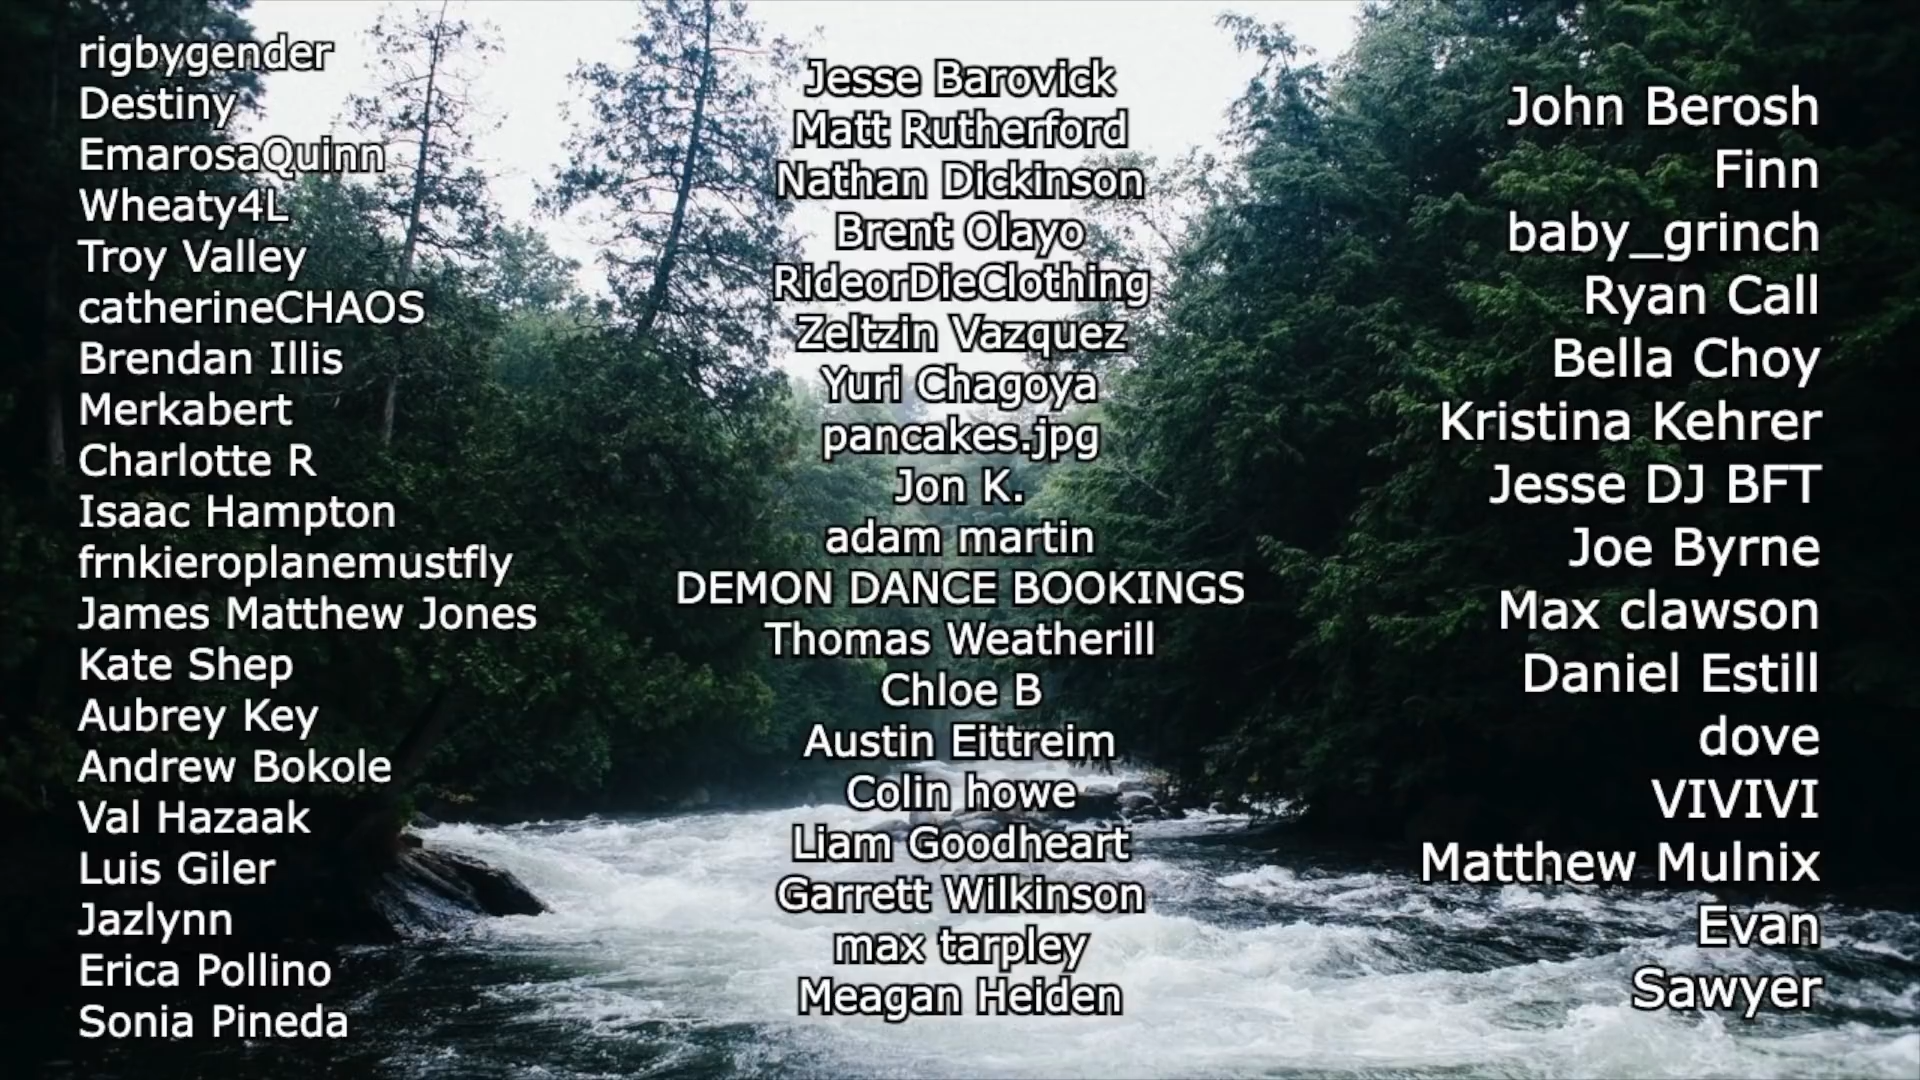 rigbygender
Destiny
EmarosaQuinn
Wheaty4L
Troy Valley
catherineCHAOS
Brendan Illis
Merkabert
Charlotte R
Isaac Hampton
frnkieroplanemustfly
James Matthew Jones
Kate Shep
Aubrey Key
Andrew Bokole
Val Hazaak
Luis Giler
Jazlynn
Erica Pollino
Sonia Pineda
Jesse Barovick
Matt Rutherford
Nathan Dickinson
Brent Olayo
RideorDieClothing
Zeltzin Vazquez
Yuri Chagoya
pancakes.jpg
Jon K.
adam martin
DEMON DANCE BOOKINGS
Thomas Weatherill
Chloe B
Austin Eittreim
Colin howe
Liam Goodheart
Garrett Wilkinson
max tarpley
Meagan Heiden
John Berosh
Finn
baby_grinch
Ryan Call
Bella Choy
Kristina Kehrer
Jesse DJ BFT
Joe Byrne
Max clawson
Daniel Estill
dove
VIVIVI
Matthew Mulnix
Evan
Sawyer